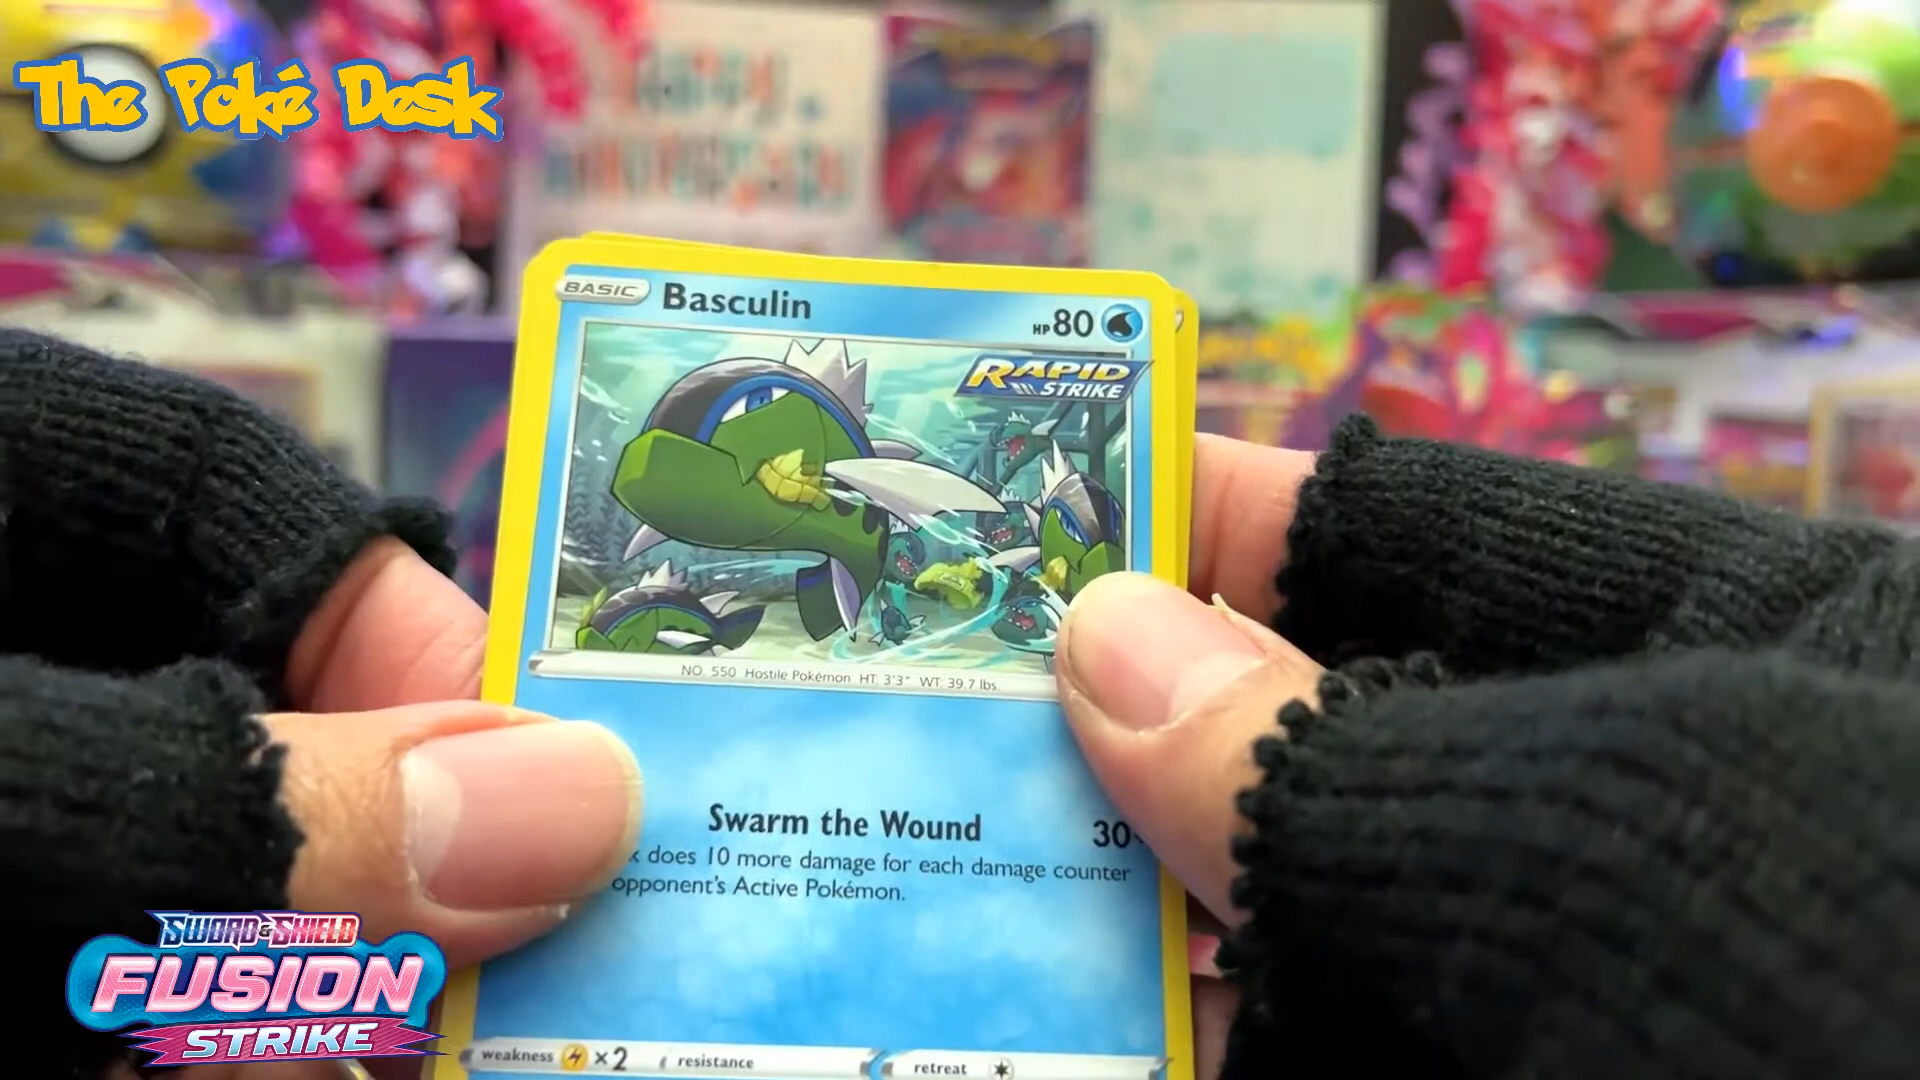 The Poké Desk
BASIC
Basculin
HP 80
RAPID
STRIKE
NO. 550 Hostile Pokémon HT: 3'3" WT: 39.7 lbs.
Swarm the Wound 30
does 10 more damage for each damage counter
opponent's Active Pokémon.
weakness ×2 resistance retreat
SWORD & SHIELD
FUSION
STRIKE